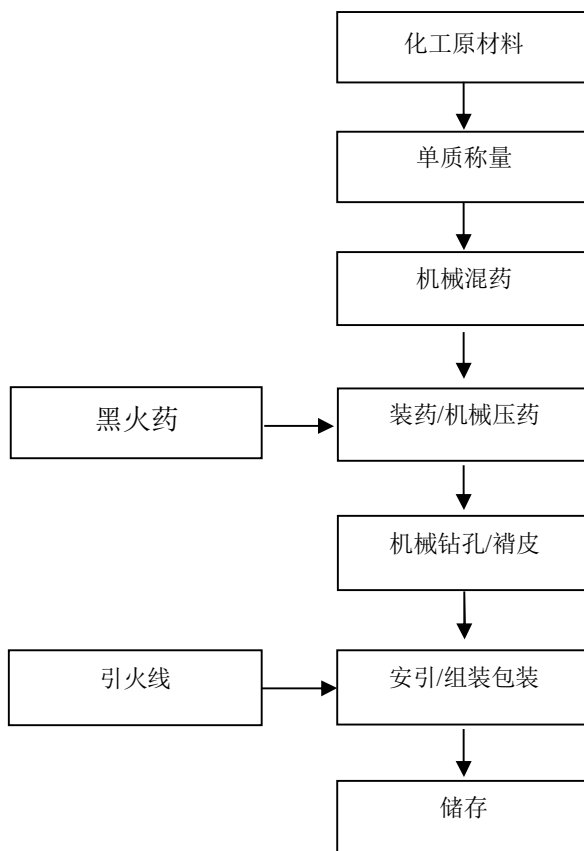 化工原材料
单质称量
机械混药
黑火药
装药/机械压药
机械钻孔/褙皮
引火线
安引/组装包装
储存